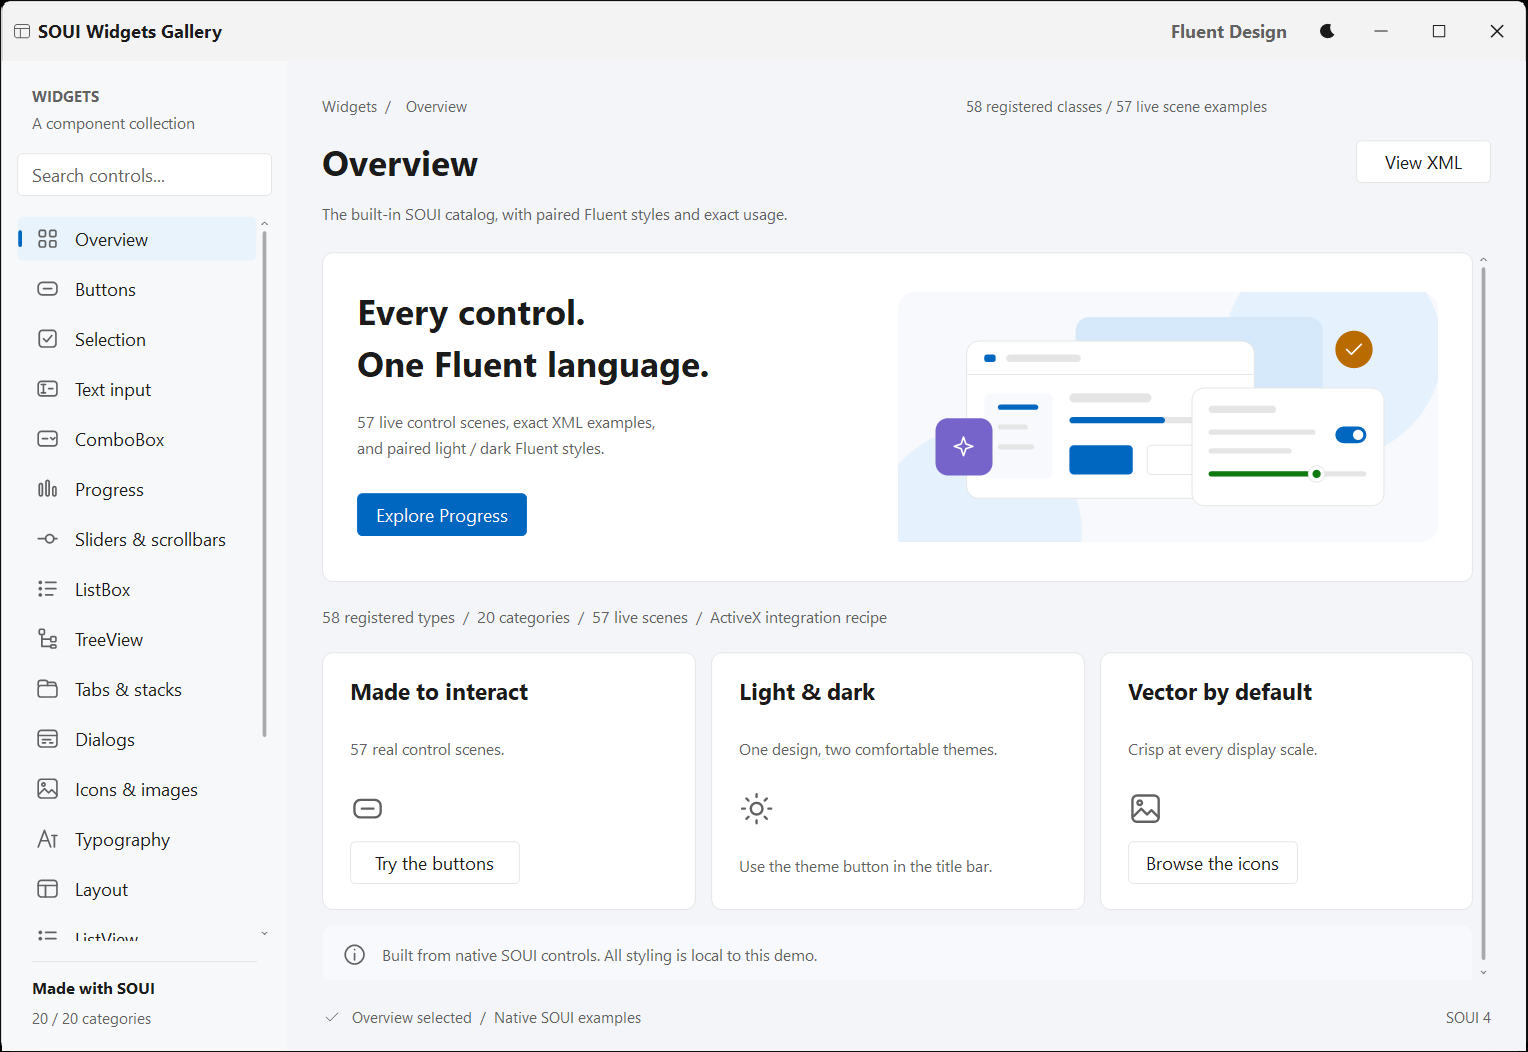 SOUI Widgets Gallery
Fluent Design
WIDGETS
A component collection
Search controls...
Overview
Buttons
Selection
Text input
ComboBox
Progress
Sliders & scrollbars
ListBox
TreeView
Tabs & stacks
Dialogs
Icons & images
Typography
Layout
ListView
Made with SOUI
20 / 20 categories
Widgets / Overview
58 registered classes / 57 live scene examples
Overview
View XML
The built-in SOUI catalog, with paired Fluent styles and exact usage.
Every control.
One Fluent language.
57 live control scenes, exact XML examples,
and paired light / dark Fluent styles.
Explore Progress
58 registered types / 20 categories / 57 live scenes / ActiveX integration recipe
Made to interact
57 real control scenes.
Try the buttons
Light & dark
One design, two comfortable themes.
Use the theme button in the title bar.
Vector by default
Crisp at every display scale.
Browse the icons
Built from native SOUI controls. All styling is local to this demo.
Overview selected / Native SOUI examples
SOUI 4